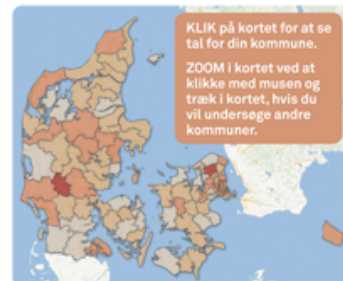 KLIK på kortet for at se
tal for din kommune.
ZOOM i kortet ved at
klikke med musen og
træk i kortet, hvis du
vil undersøge andre
kommuner.